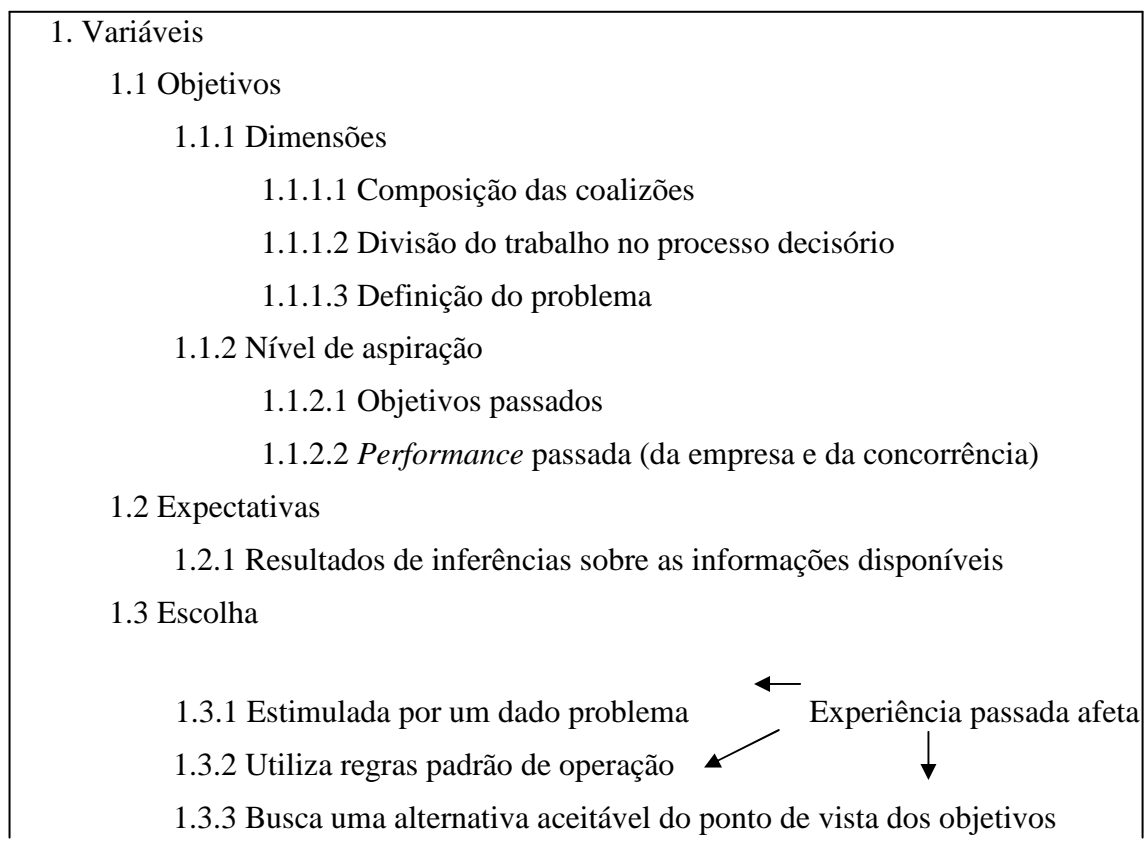 1. Variáveis
1.1 Objetivos
1.1.1 Dimensões
1.1.1.1 Composição das coalizões
1.1.1.2 Divisão do trabalho no processo decisório
1.1.1.3 Definição do problema
1.1.2 Nível de aspiração
1.1.2.1 Objetivos passados
1.1.2.2 Performance passada (da empresa e da concorrência)
1.2 Expectativas
1.2.1 Resultados de inferências sobre as informações disponíveis
1.3 Escolha
1.3.1 Estimulada por um dado problema Experiência passada afeta
1.3.2 Utiliza regras padrão de operação
1.3.3 Busca uma alternativa aceitável do ponto de vista dos objetivos